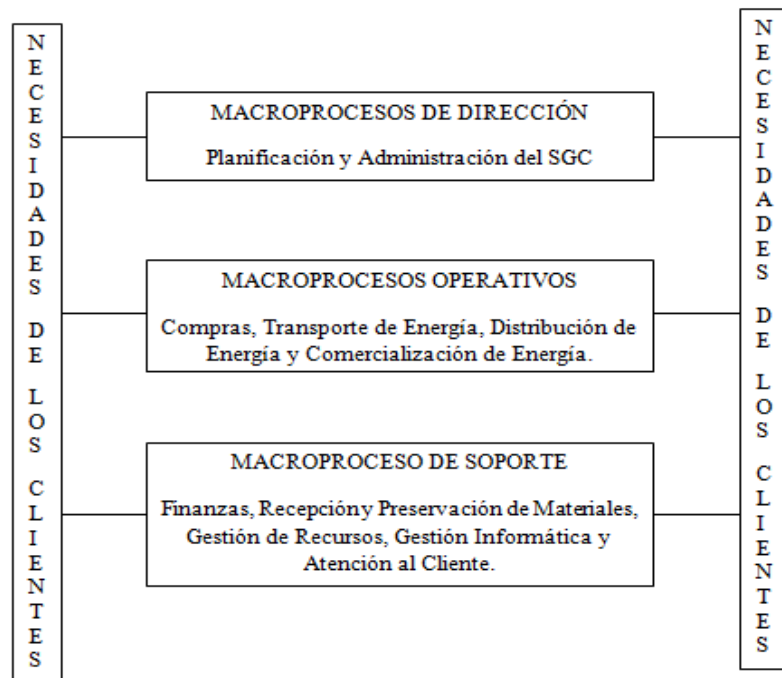 NECESIDADES DE LOS CLIENTES
MACROPROCESOS DE DIRECCIÓN
Planificación y Administración del SGC
MACROPROCESOS OPERATIVOS
Compras, Transporte de Energía, Distribución de
Energía y Comercialización de Energía.
MACROPROCESO DE SOPORTE
Finanzas, Recepción y Preservación de Materiales,
Gestión de Recursos, Gestión Informática y
Atención al Cliente.
NECESIDADES DE LOS CLIENTES